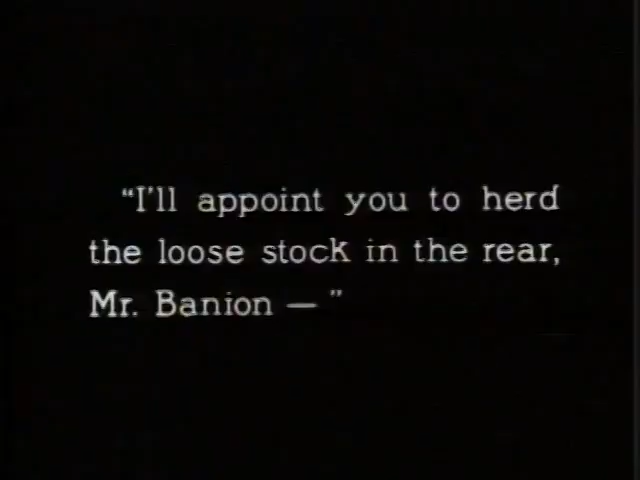 “I'll appoint you to herd
the loose stock in the rear,
Mr. Banion — ”